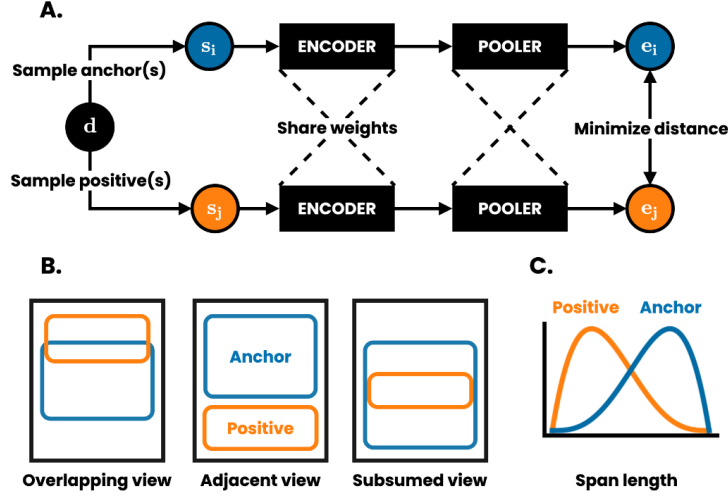 A.
s_i
ENCODER
POOLER
e_i
Sample anchor(s)
d
Share weights
Minimize distance
Sample positive(s)
s_j
ENCODER
POOLER
e_j
B.
Anchor
Positive
Overlapping view
Adjacent view
Subsumed view
C.
Positive
Anchor
Span length